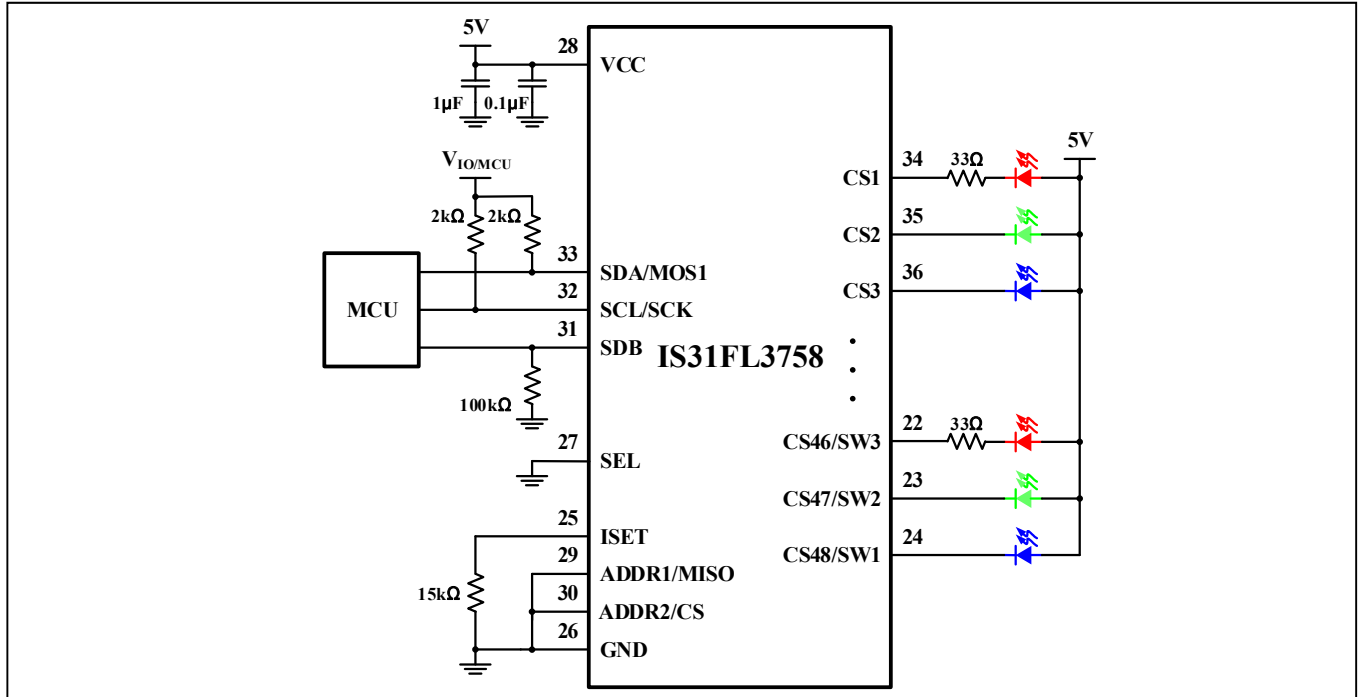 5V
28
VCC
1μF
0.1μF
V_IO/MCU
2kΩ
2kΩ
33
SDA/MOS1
32
SCL/SCK
31
SDB
MCU
100kΩ
27
SEL
25
ISET
29
ADDR1/MISO
30
ADDR2/CS
26
GND
15kΩ
IS31FL3758
5V
34
33Ω
CS1
35
CS2
36
CS3
22
33Ω
CS46/SW3
23
CS47/SW2
24
CS48/SW1